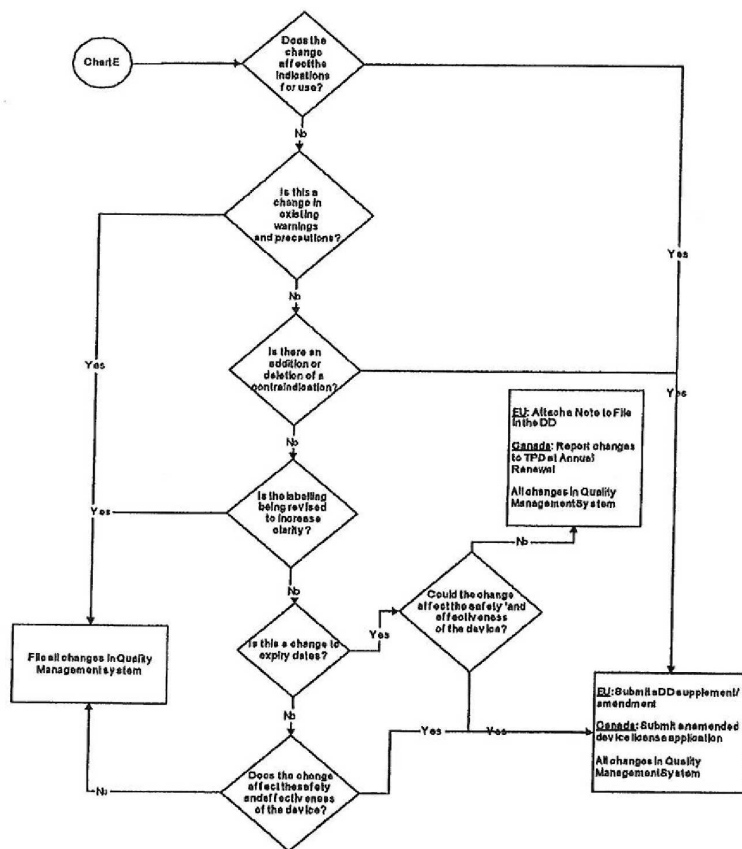 Chart E
Does the
change
affect the
indications
for use?
Yes
No
Is this a
change in
existing
warnings
and precautions?
Yes
No
Is there an
addition or
deletion of a
contraindication?
Yes
EU: Attach a Note to File
in the DD
Canada: Report changes
to TPD at Annual
Renewal
All changes in Quality
Management System
No
Is the labelling
being revised
to increase
clarity?
Yes
No
Is this a change to
expiry dates?
Yes
Could the change
affect the safety 'and
effectiveness
of the device?
No
Yes
File all changes in Quality
Management system
Does the change
affect the safety
and effectiveness
of the device?
No
Yes
EU: Submit a DD supplement/
amendment
Canada: Submit an amended
device license application
All changes in Quality
Management System